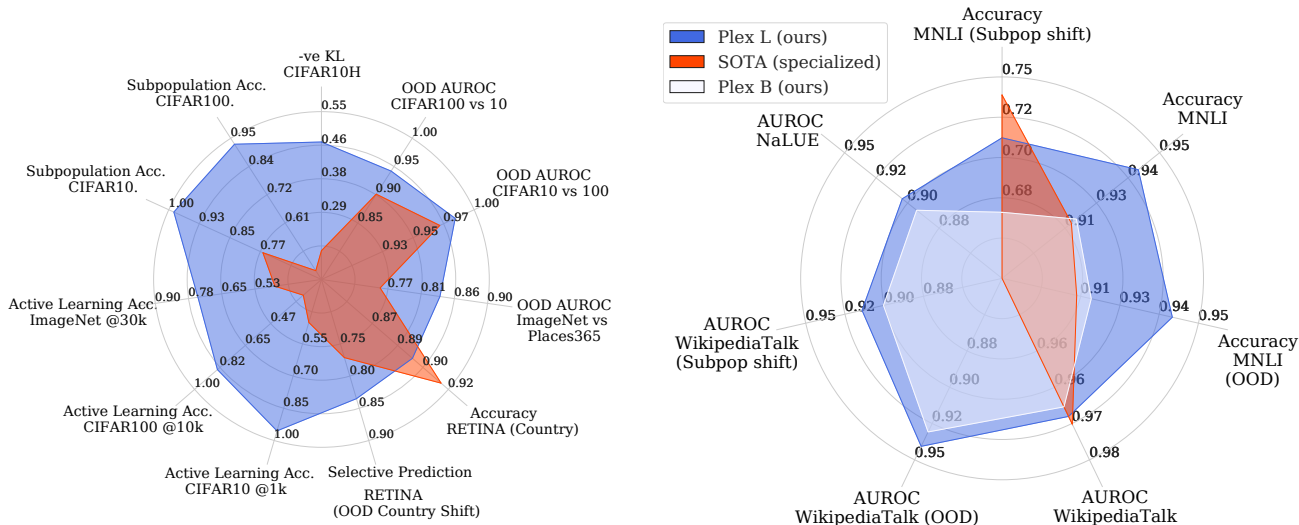 -ve KL
CIFAR10H
0.55
0.46
0.38
0.29
OOD AUROC
CIFAR100 vs 10
1.00
0.95
0.90
0.85
OOD AUROC
CIFAR10 vs 100
1.00
0.97
0.95
0.93
OOD AUROC
ImageNet vs
Places365
0.90
0.86
0.81
0.77
Accuracy
RETINA (Country)
0.92
0.90
0.89
0.87
Selective Prediction
RETINA
(OOD Country Shift)
0.90
0.85
0.80
0.75
Active Learning Acc.
CIFAR10 @1k
1.00
0.85
0.70
0.55
Active Learning Acc.
CIFAR100 @10k
1.00
0.82
0.65
0.47
Active Learning Acc.
ImageNet @30k
0.90
0.78
0.65
0.53
Subpopulation Acc.
CIFAR10.
1.00
0.93
0.85
0.77
Subpopulation Acc.
CIFAR100.
0.95
0.84
0.72
0.61
Plex L (ours)
SOTA (specialized)
Plex B (ours)
Accuracy
MNLI (Subpop shift)
0.75
0.72
0.70
0.68
Accuracy
MNLI
0.95
0.94
0.93
0.91
Accuracy
MNLI
(OOD)
0.95
0.94
0.93
0.91
AUROC
WikipediaTalk
0.98
0.97
0.96
0.96
AUROC
WikipediaTalk (OOD)
0.95
0.92
0.90
0.88
AUROC
WikipediaTalk
(Subpop shift)
0.95
0.92
0.90
0.88
AUROC
NaLUE
0.95
0.92
0.90
0.88